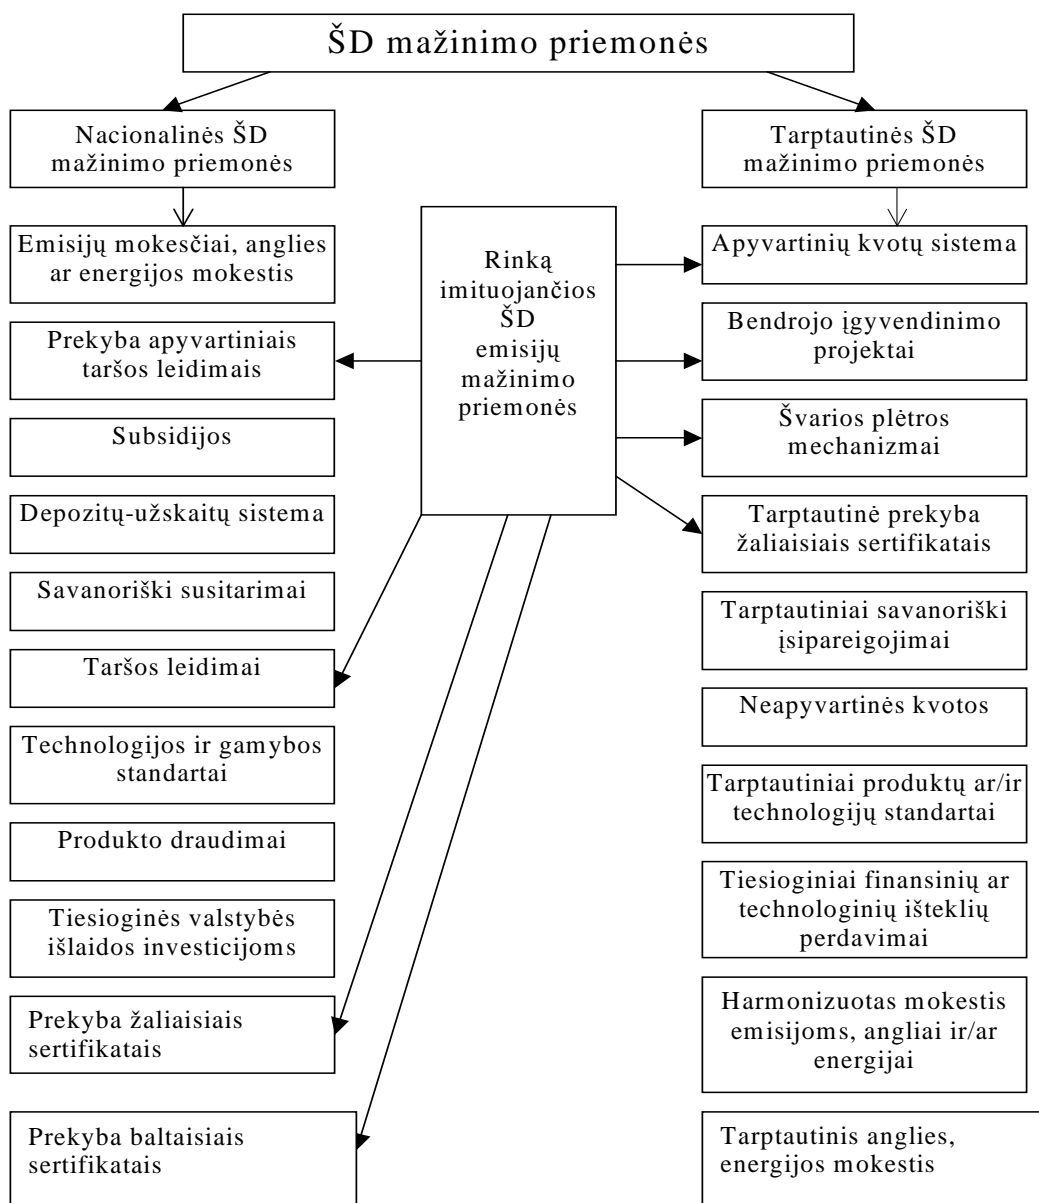 ŠD mažinimo priemonės
Nacionalinės ŠD
mažinimo priemonės
Emisijų mokesčiai, anglies
ar energijos mokestis
Prekyba apyvartiniais
taršos leidimais
Subsidijos
Depozitų-užskaitų sistema
Savanoriški susitarimai
Taršos leidimai
Technologijos ir gamybos
standartai
Produkto draudimai
Tiesioginės valstybės
išlaidos investicijoms
Prekyba žaliaisiais
sertifikatais
Prekyba baltaisiais
sertifikatais
Rinką
imituojančios
ŠD
emisijų
mažinimo
priemonės
Tarptautinės ŠD
mažinimo priemonės
Apyvartinių kvotų sistema
Bendrojo įgyvendinimo
projektai
Švarios plėtros
mechanizmai
Tarptautinė prekyba
žaliaisiais sertifikatais
Tarptautiniai savanoriški
įsipareigojimai
Neapyvartinės kvotos
Tarptautiniai produktų ar/ir
technologijų standartai
Tiesioginiai finansinių ar
technologinių išteklių
perdavimai
Harmonizuotas mokestis
emisijoms, angliai ir/ar
energijai
Tarptautinis anglies,
energijos mokestis